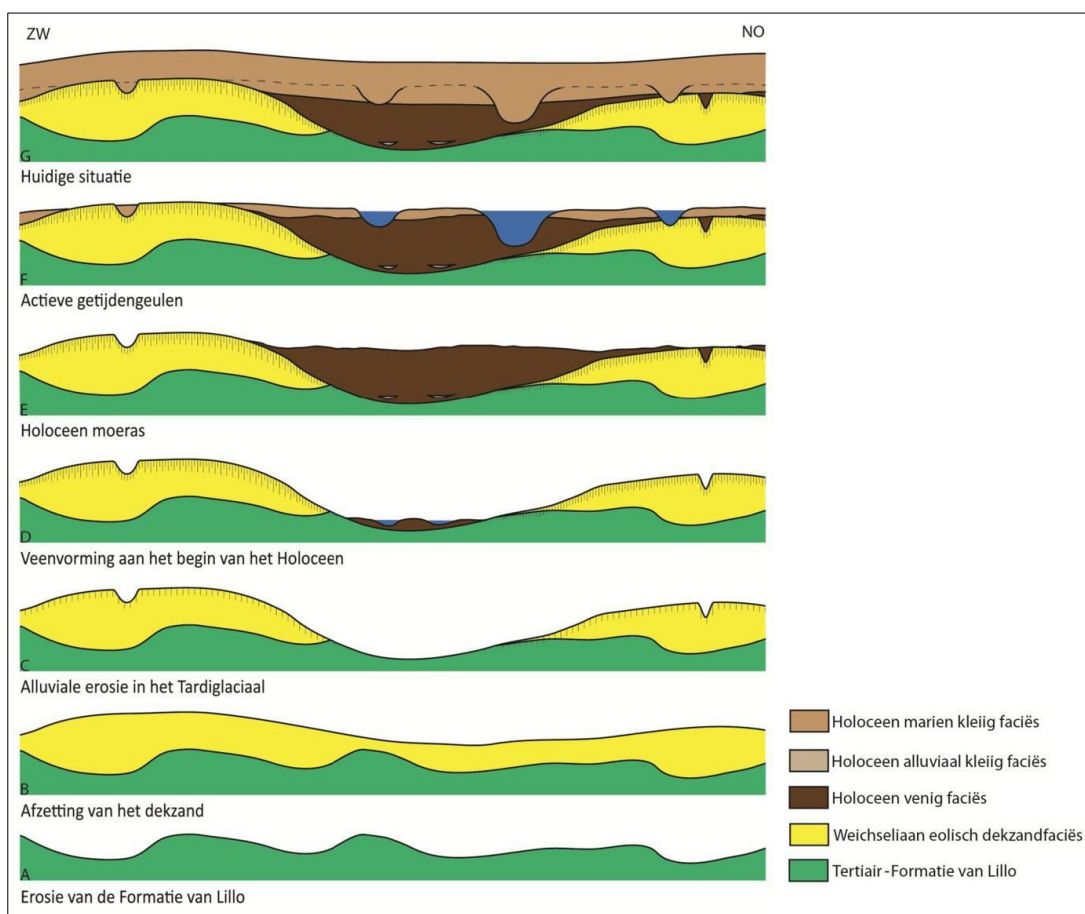 ZW
NO
G
Huidige situatie
F
Actieve getijdengeulen
E
Holoceen moeras
D
Veenvorming aan het begin van het Holoceen
C
Alluviale erosie in het Tardiglaciaal
B
Afzetting van het dekzand
A
Erosie van de Formatie van Lillo
Holoceen marien kleiig faciës
Holoceen alluviaal kleiig faciës
Holoceen venig faciës
Weichseliaan eolisch dekzandfaciës
Tertiair-Formatie van Lillo